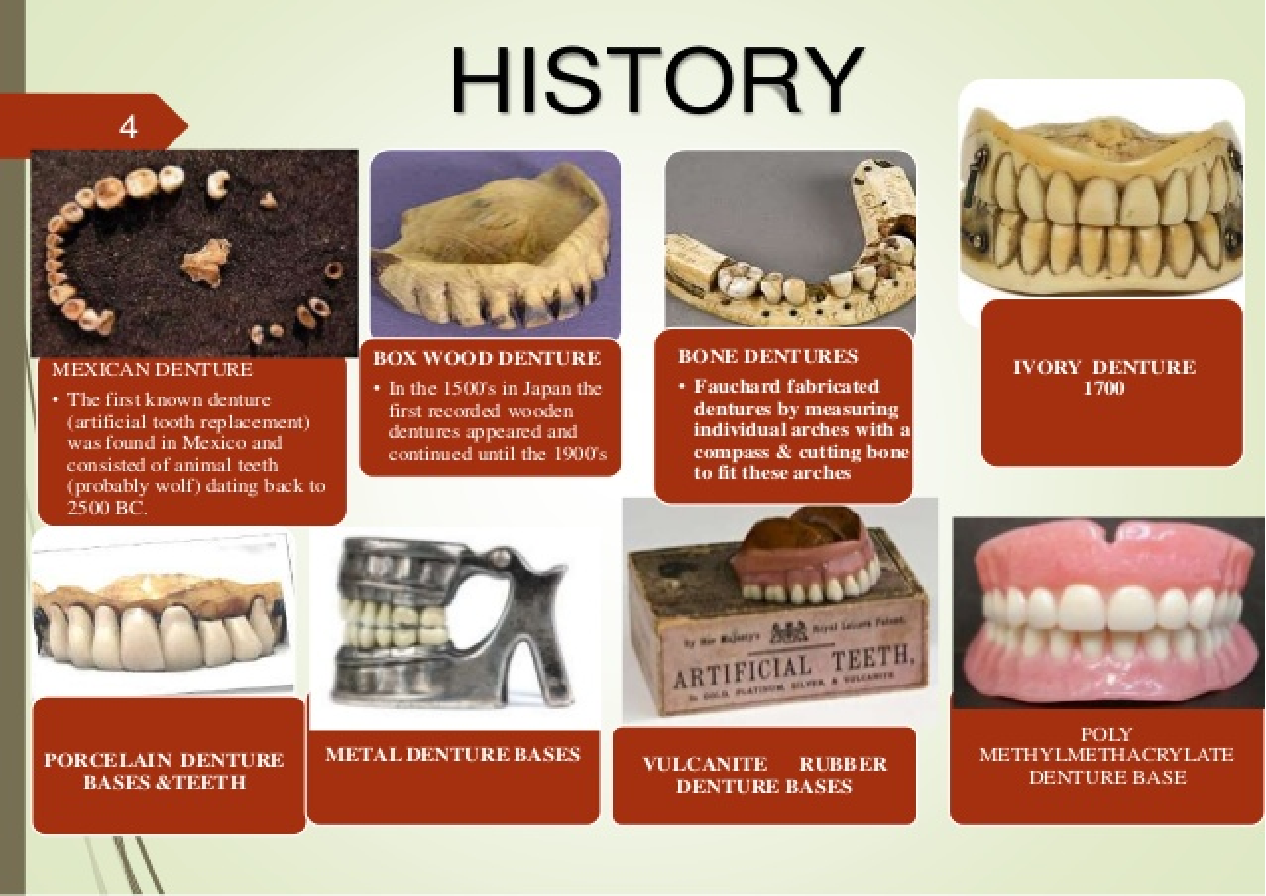 HISTORY
4
MEXICAN DENTURE
• The first known denture
(artificial tooth replacement)
was found in Mexico and
consisted of animal teeth
(probably wolf) dating back to
2500 BC.
BOX WOOD DENTURE
• In the 1500's in Japan the
first recorded wooden
dentures appeared and
continued until the 1900's
BONE DENTURES
• Fauchard fabricated
dentures by measuring
individual arches with a
compass & cutting bone
to fit these arches
IVORY DENTURE
1700
PORCELAIN DENTURE
BASES &TEETH
METAL DENTURE BASES
by Her Majesty's Royal Letters Patent.
ARTIFICIAL TEETH,
In GOLD, PLATINUM, SILVER, & VULCANITE
VULCANITE RUBBER
DENTURE BASES
POLY
METHYLMETHACRYLATE
DENTURE BASE